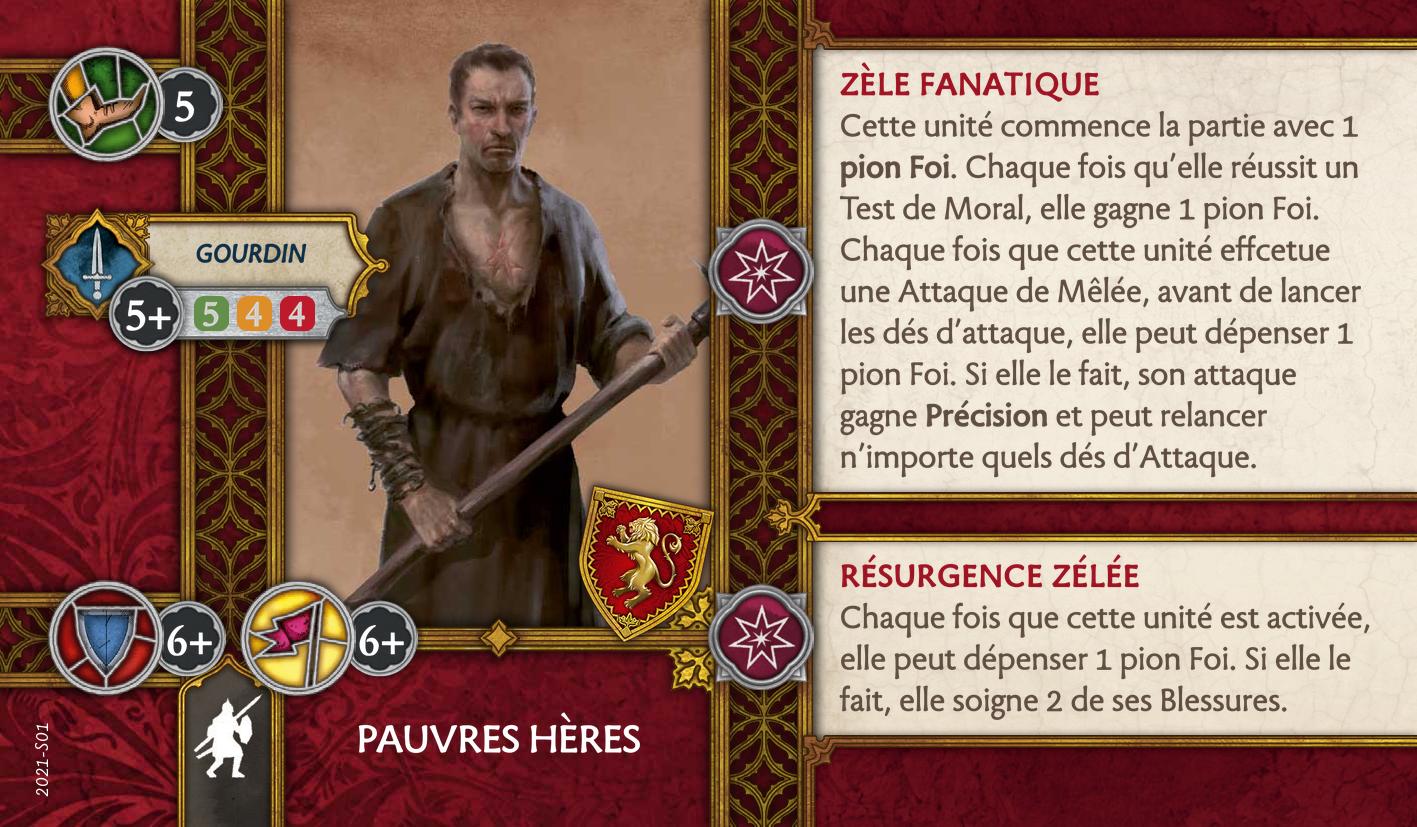 5
GOURDIN
5+ 5 4 4
6+ 6+
PAUVRES HÈRES
2021-S01
ZÈLE FANATIQUE
Cette unité commence la partie avec 1
pion Foi. Chaque fois qu'elle réussit un
Test de Moral, elle gagne 1 pion Foi.
Chaque fois que cette unité effcetue
une Attaque de Mêlée, avant de lancer
les dés d'attaque, elle peut dépenser 1
pion Foi. Si elle le fait, son attaque
gagne Précision et peut relancer
n'importe quels dés d'Attaque.
RÉSURGENCE ZÉLÉE
Chaque fois que cette unité est activée,
elle peut dépenser 1 pion Foi. Si elle le
fait, elle soigne 2 de ses Blessures.